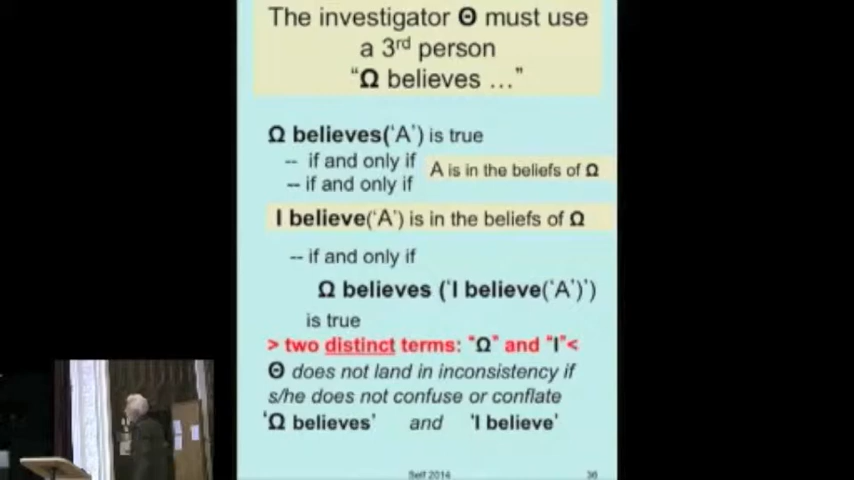 The investigator Θ must use
a 3rd person
“Ω believes …”
Ω believes(‘A’) is true
-- if and only if A is in the beliefs of Ω
-- if and only if
I believe(‘A’) is in the beliefs of Ω
-- if and only if
Ω believes (‘I believe(‘A’)’)
is true
> two distinct terms: “Ω” and “I”<
Θ does not land in inconsistency if
s/he does not confuse or conflate
‘Ω believes’ and ‘I believe’
Self 2014 36